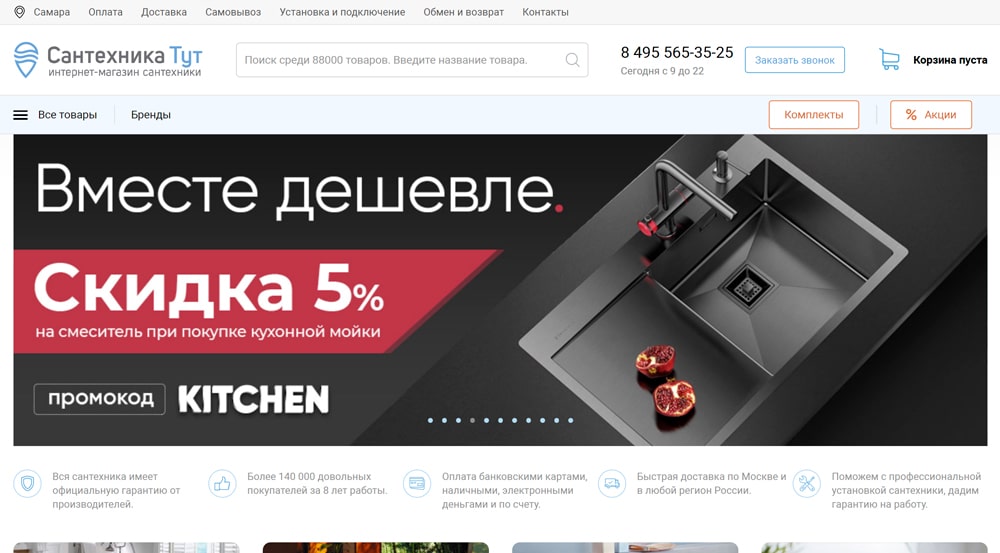 Самара Оплата Доставка Самовывоз Установка и подключение Обмен и возврат Контакты
Сантехника Тут
интернет-магазин сантехники
Поиск среди 88000 товаров. Введите название товара.
8 495 565-35-25
Сегодня с 9 до 22
Заказать звонок
Корзина пуста
Все товары Бренды Комплекты % Акции
Вместе дешевле.
Скидка 5%
на смеситель при покупке кухонной мойки
промокод KITCHEN
Вся сантехника имеет
официальную гарантию от
производителей.
Более 140 000 довольных
покупателей за 8 лет работы.
Оплата банковскими картами,
наличными, электронными
деньгами и по счету.
Быстрая доставка по Москве и
в любой регион России.
Поможем с профессиональной
установкой сантехники, дадим
гарантию на работу.